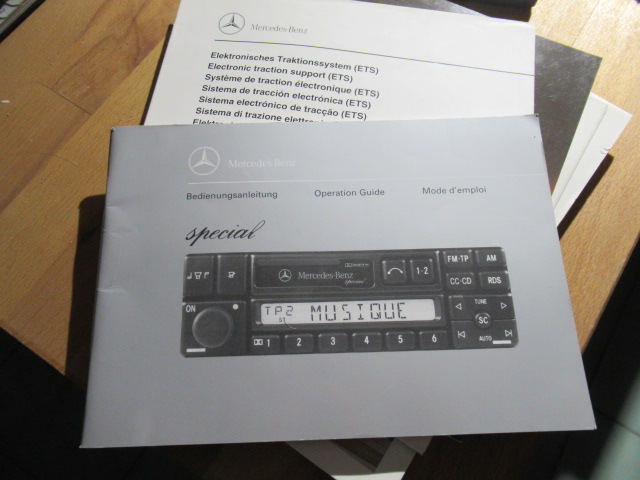 Mercedes-Benz
Elektronisches Traktionssystem (ETS)
Electronic traction support (ETS)
Système de traction électronique (ETS)
Sistema de tracción electrónica (ETS)
Sistema electrónico de tracção (ETS)
Sistema di trazione elettronica
Mercedes-Benz
Bedienungsanleitung Operation Guide Mode d'emploi
special
Mercedes-Benz
special
1-2
FM·TP AM
CC·CD RDS
ON
TP2 MUSIQUE
ST
TUNE
SC
AUTO
1 2 3 4 5 6